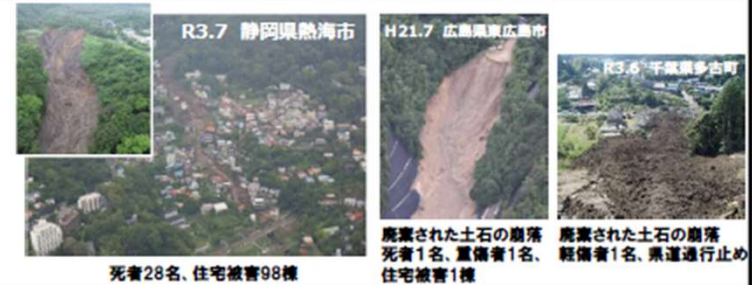 R3.7 静岡県熱海市
死者28名、住宅被害98棟
H21.7 広島県東広島市
廃棄された土石の崩落
死者1名、重傷者1名、
住宅被害1棟
R3.6 千葉県多古町
廃棄された土石の崩落
軽傷者1名、県道通行止め